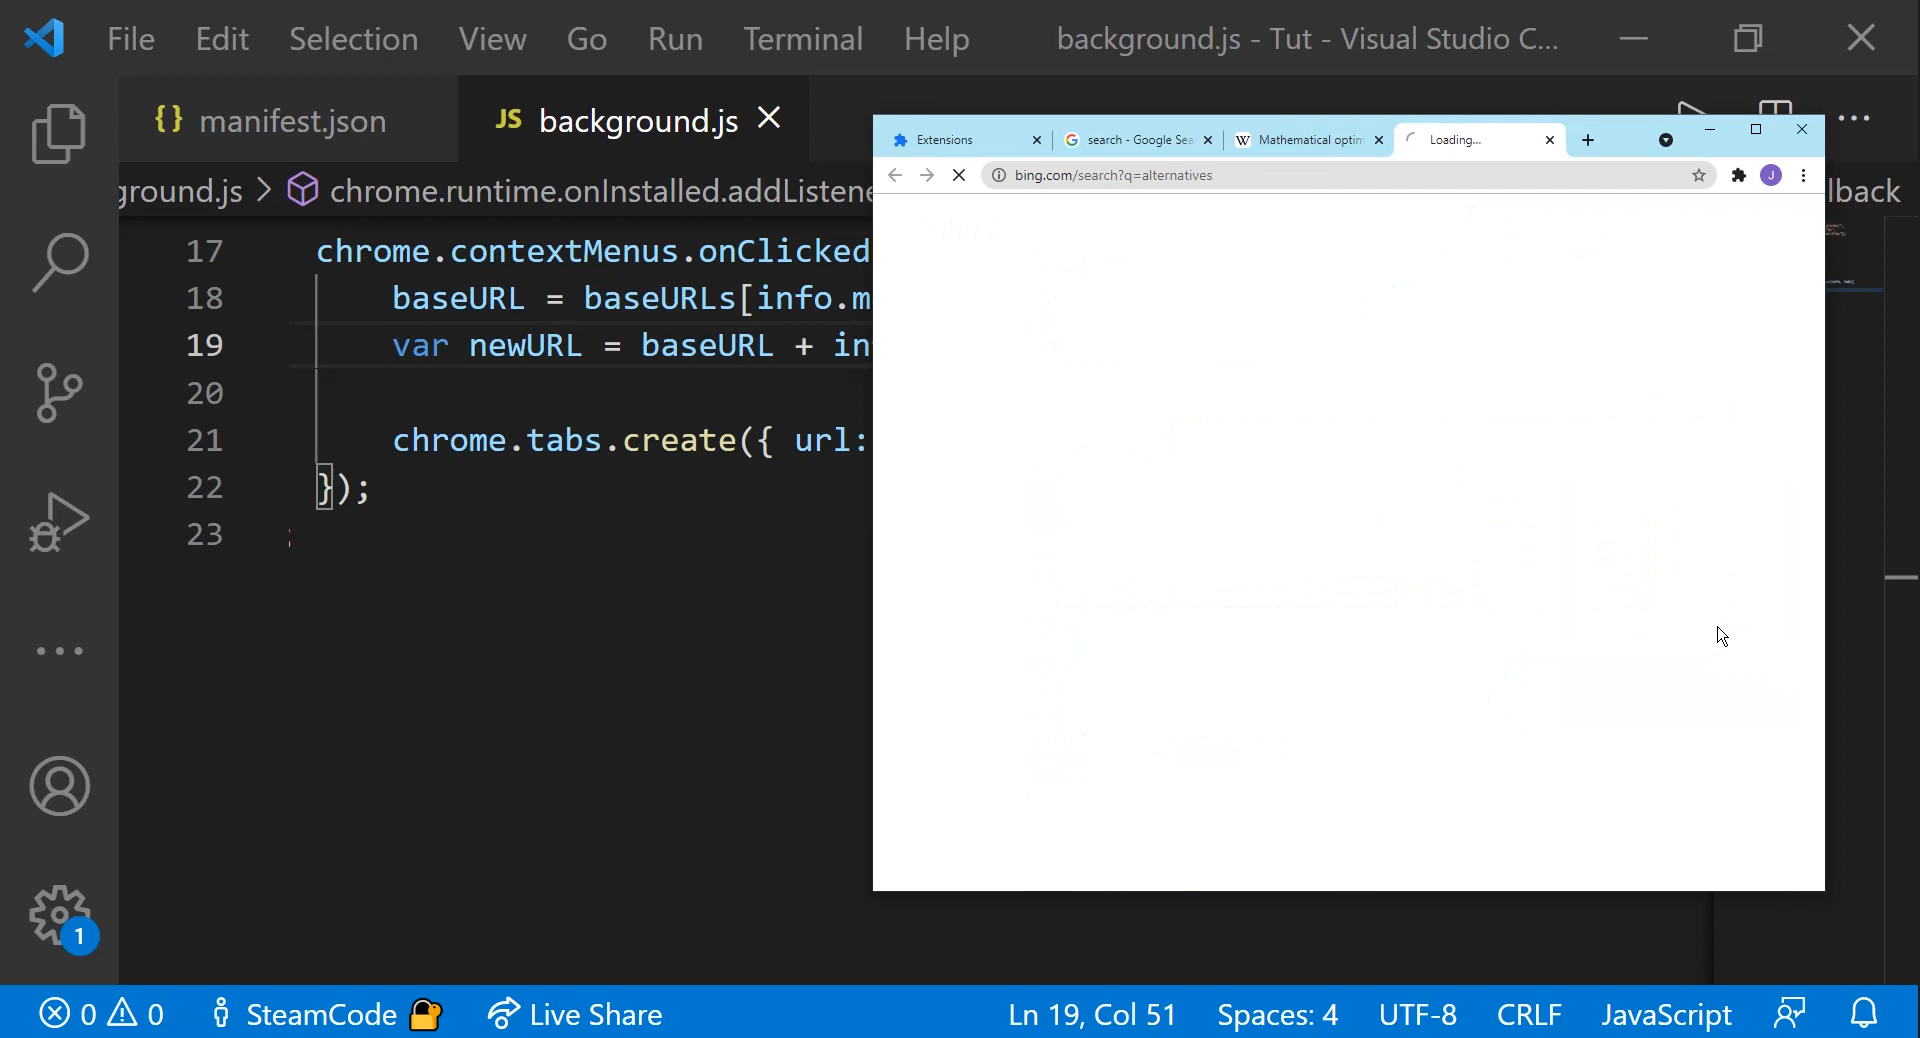 File Edit Selection View Go Run Terminal Help background.js - Tut - Visual Studio C...
{} manifest.json JS background.js
ground.js > chrome.runtime.onInstalled.addListene lback
17 chrome.contextMenus.onClicked
18 baseURL = baseURLs[info.m
19 var newURL = baseURL + in
20
21 chrome.tabs.create({ url:
22 });
23
Extensions search - Google Sea Mathematical optim Loading...
bing.com/search?q=alternatives J
1
0 0 SteamCode Live Share Ln 19, Col 51 Spaces: 4 UTF-8 CRLF JavaScript